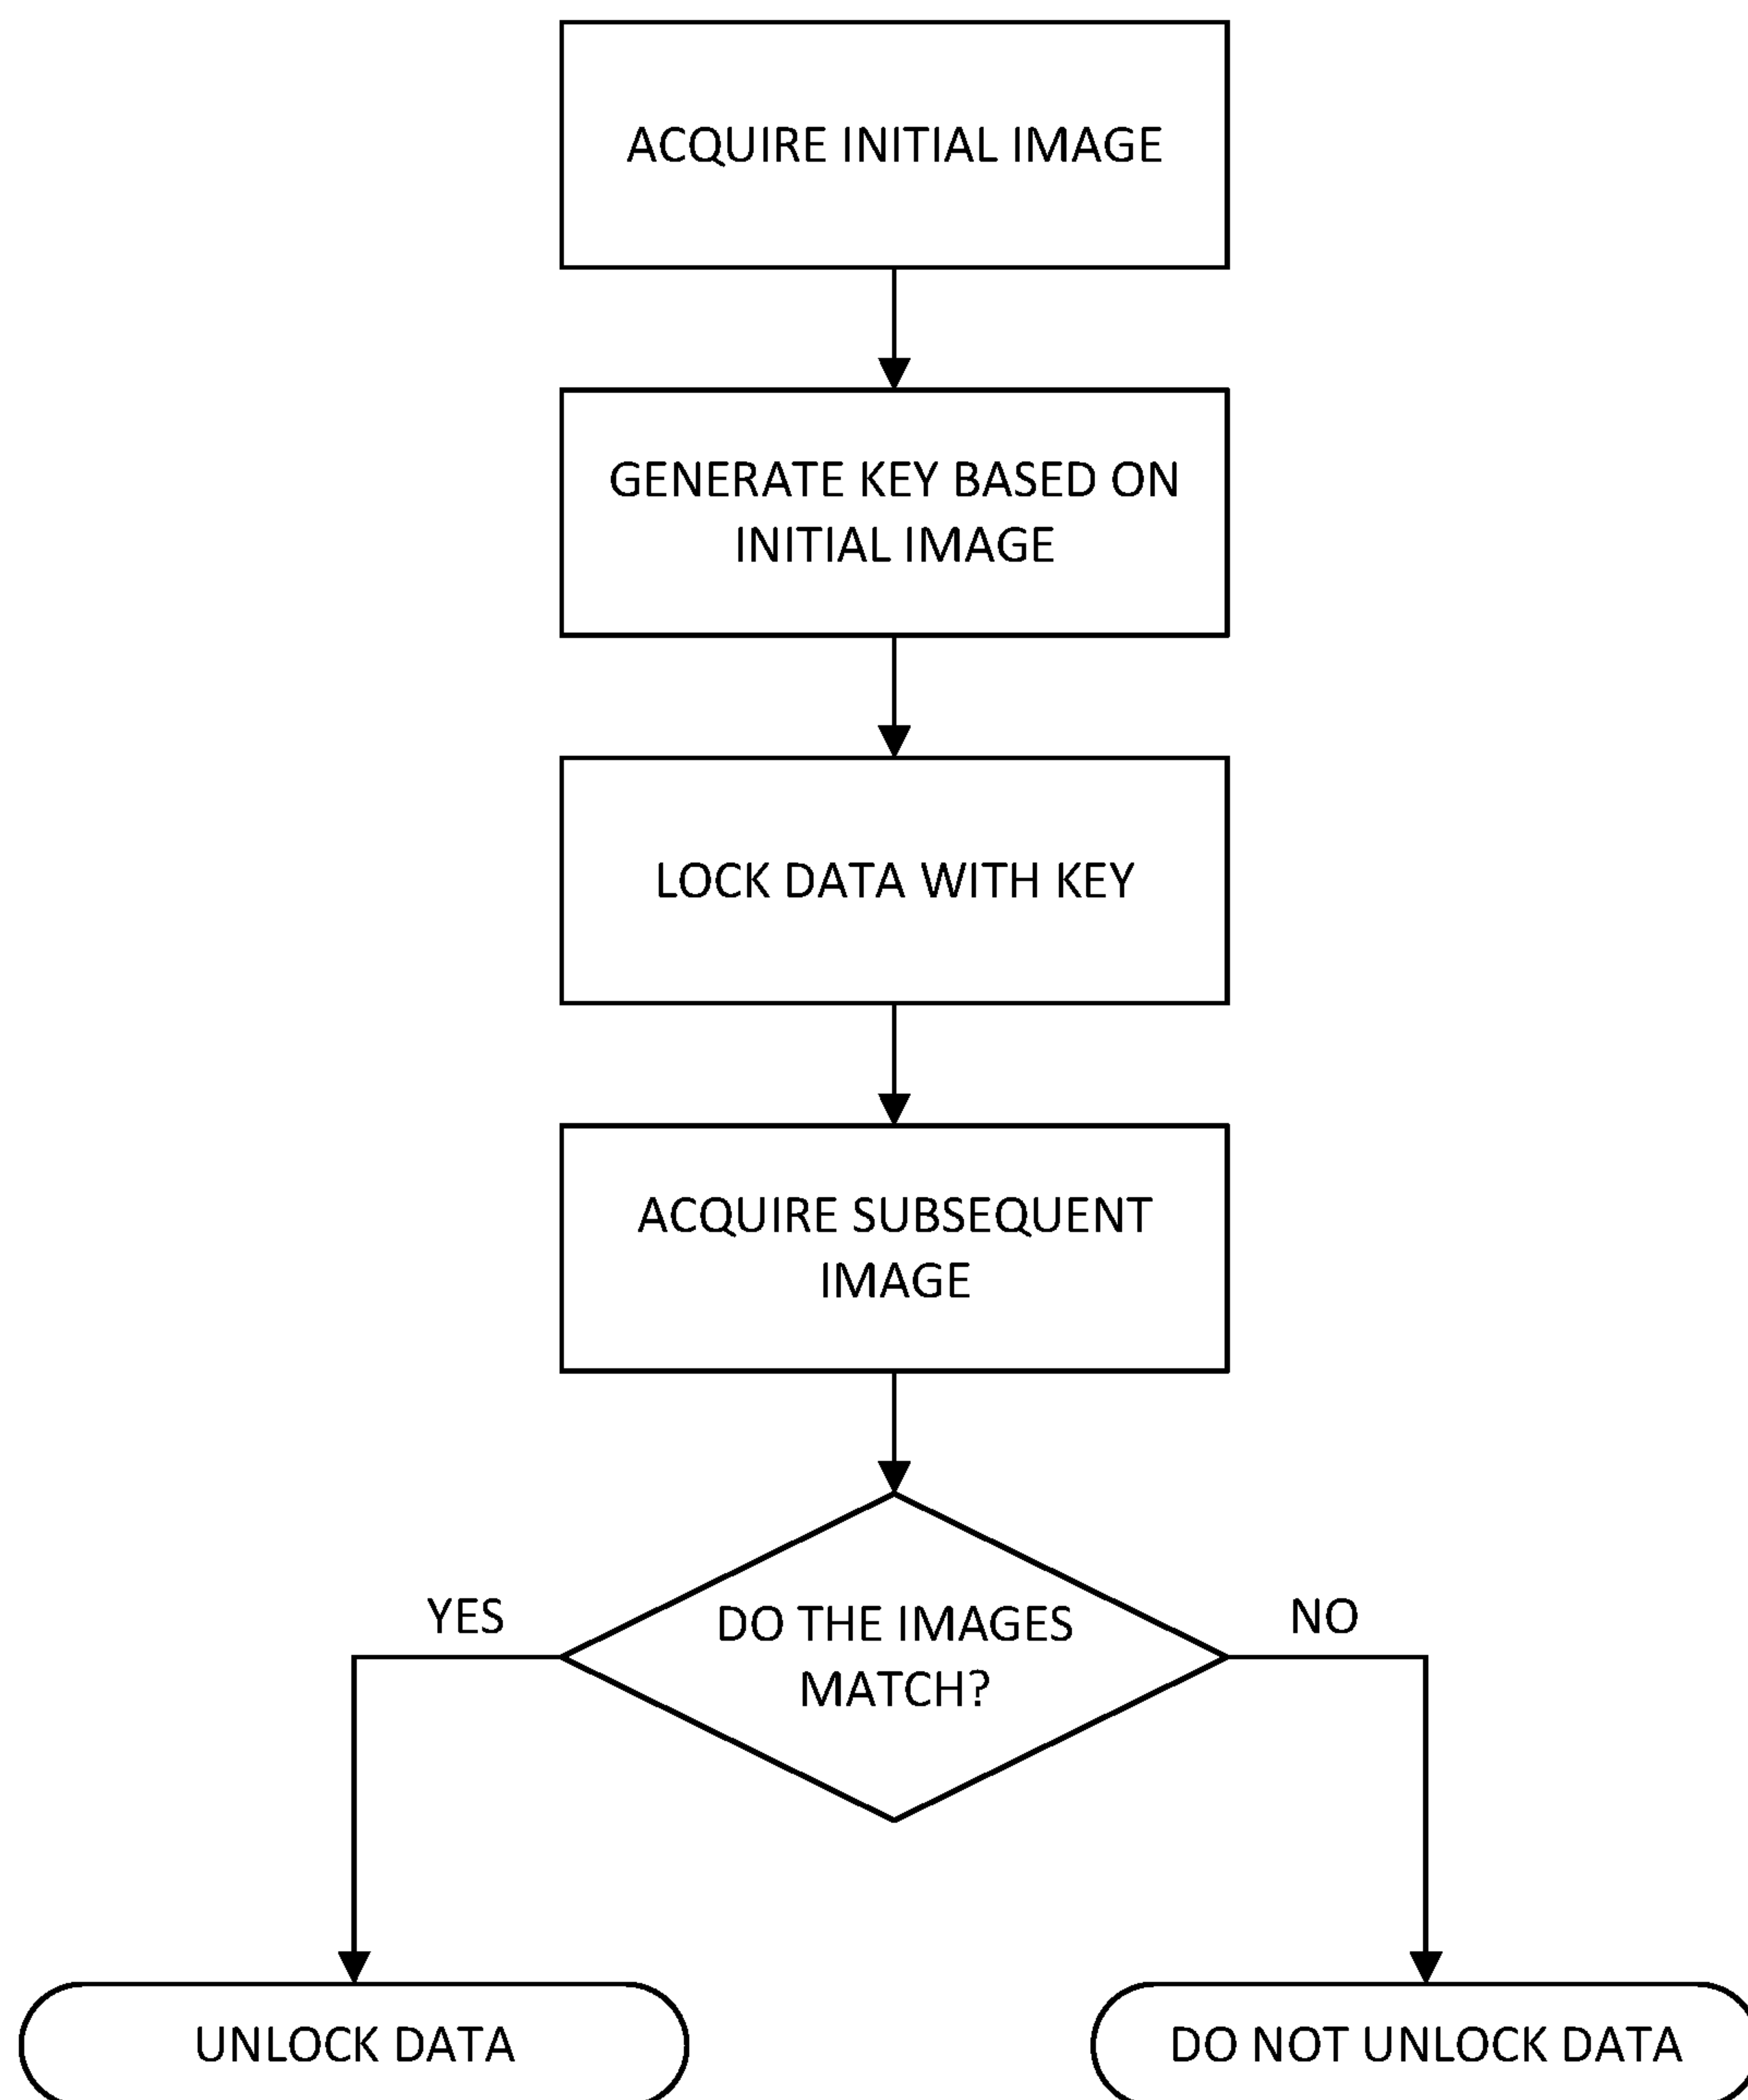 ACQUIRE INITIAL IMAGE
GENERATE KEY BASED ON
INITIAL IMAGE
LOCK DATA WITH KEY
ACQUIRE SUBSEQUENT
IMAGE
DO THE IMAGES
MATCH?
YES
NO
UNLOCK DATA
DO NOT UNLOCK DATA